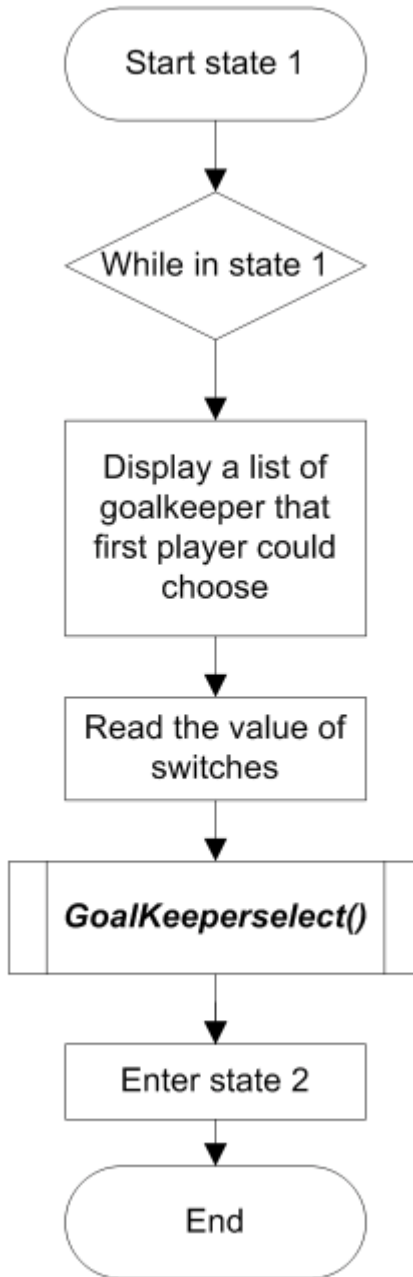 Start state 1
While in state 1
Display a list of
goalkeeper that
first player could
choose
Read the value of
switches
GoalKeeperselect()
Enter state 2
End